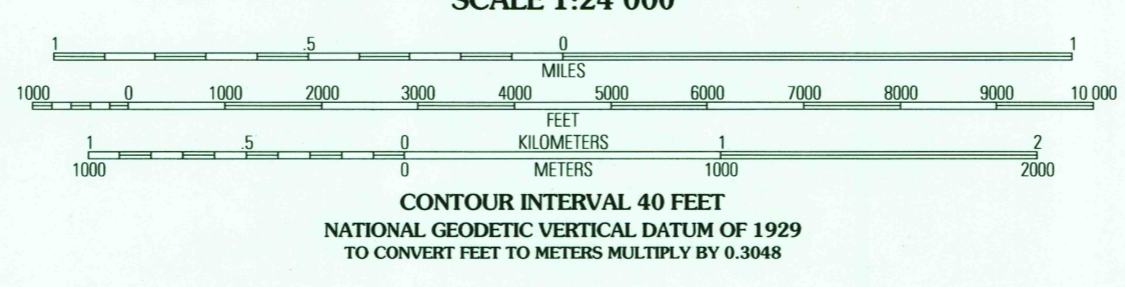 SCALE 1:24 000
1 .5 0 1
MILES
1000 0 1000 2000 3000 4000 5000 6000 7000 8000 9000 10 000
FEET
1 .5 0 KILOMETERS 1 2
1000 0 METERS 1000 2000
CONTOUR INTERVAL 40 FEET
NATIONAL GEODETIC VERTICAL DATUM OF 1929
TO CONVERT FEET TO METERS MULTIPLY BY 0.3048